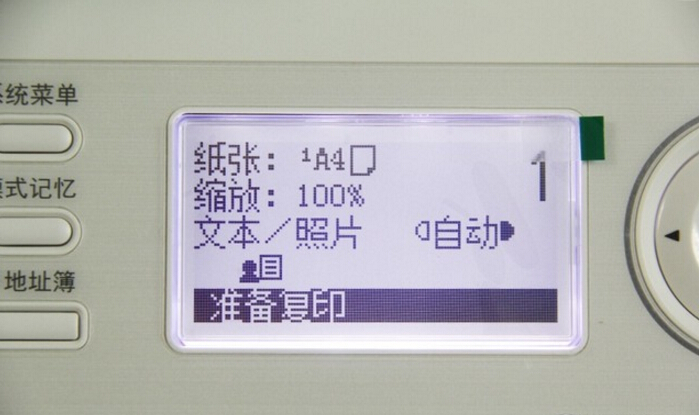 系统菜单
模式记忆
地址簿
纸张: ¹A4
1
缩放: 100%
文本/照片 自动
准备复印